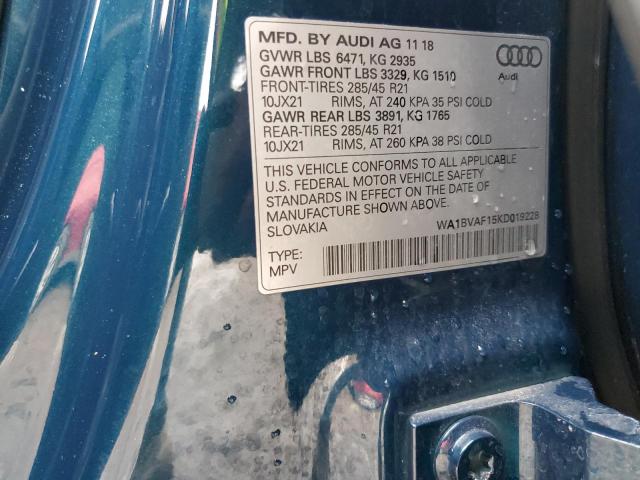 MFD. BY AUDI AG 11 18
GVWR LBS 6471, KG 2935
GAWR FRONT LBS 3329, KG 1510
FRONT-TIRES 285/45 R21
10JX21 RIMS, AT 240 KPA 35 PSI COLD
GAWR REAR LBS 3891, KG 1765
REAR-TIRES 285/45 R21
10JX21 RIMS, AT 260 KPA 38 PSI COLD
Audi
THIS VEHICLE CONFORMS TO ALL APPLICABLE
U.S. FEDERAL MOTOR VEHICLE SAFETY
STANDARDS IN EFFECT ON THE DATE OF
MANUFACTURE SHOWN ABOVE.
SLOVAKIA
WA1BVAF15KD019228
TYPE:
MPV